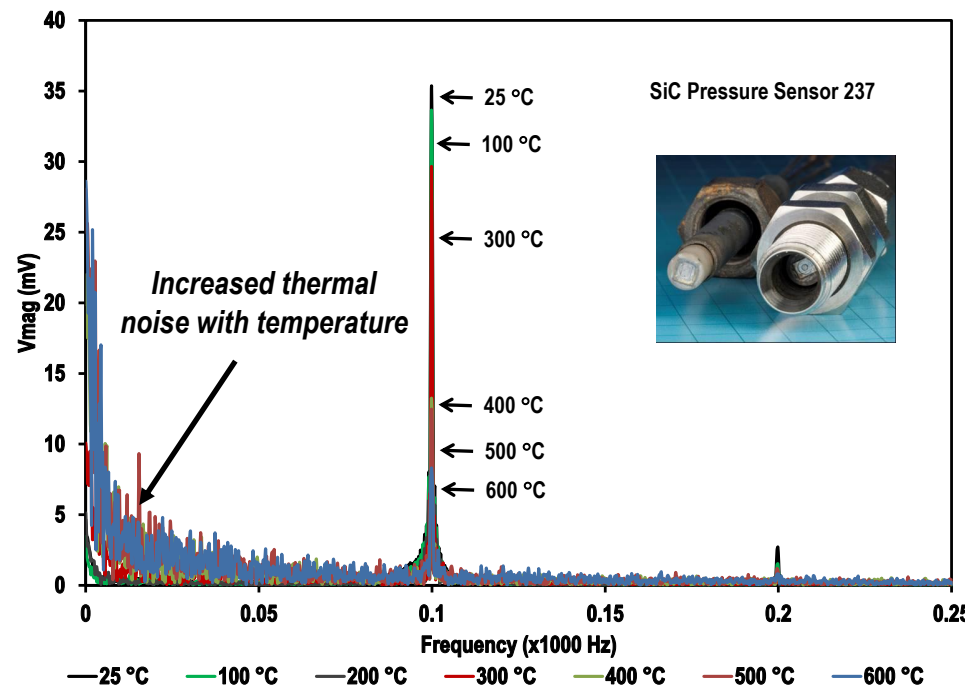 40
35
30
25
20
15
10
5
0
Vmag (mV)
25 °C
100 °C
300 °C
400 °C
500 °C
600 °C
SiC Pressure Sensor 237
Increased thermal
noise with temperature
0 0.05 0.1 0.15 0.2 0.25
Frequency (x1000 Hz)
25 °C 100 °C 200 °C 300 °C 400 °C 500 °C 600 °C